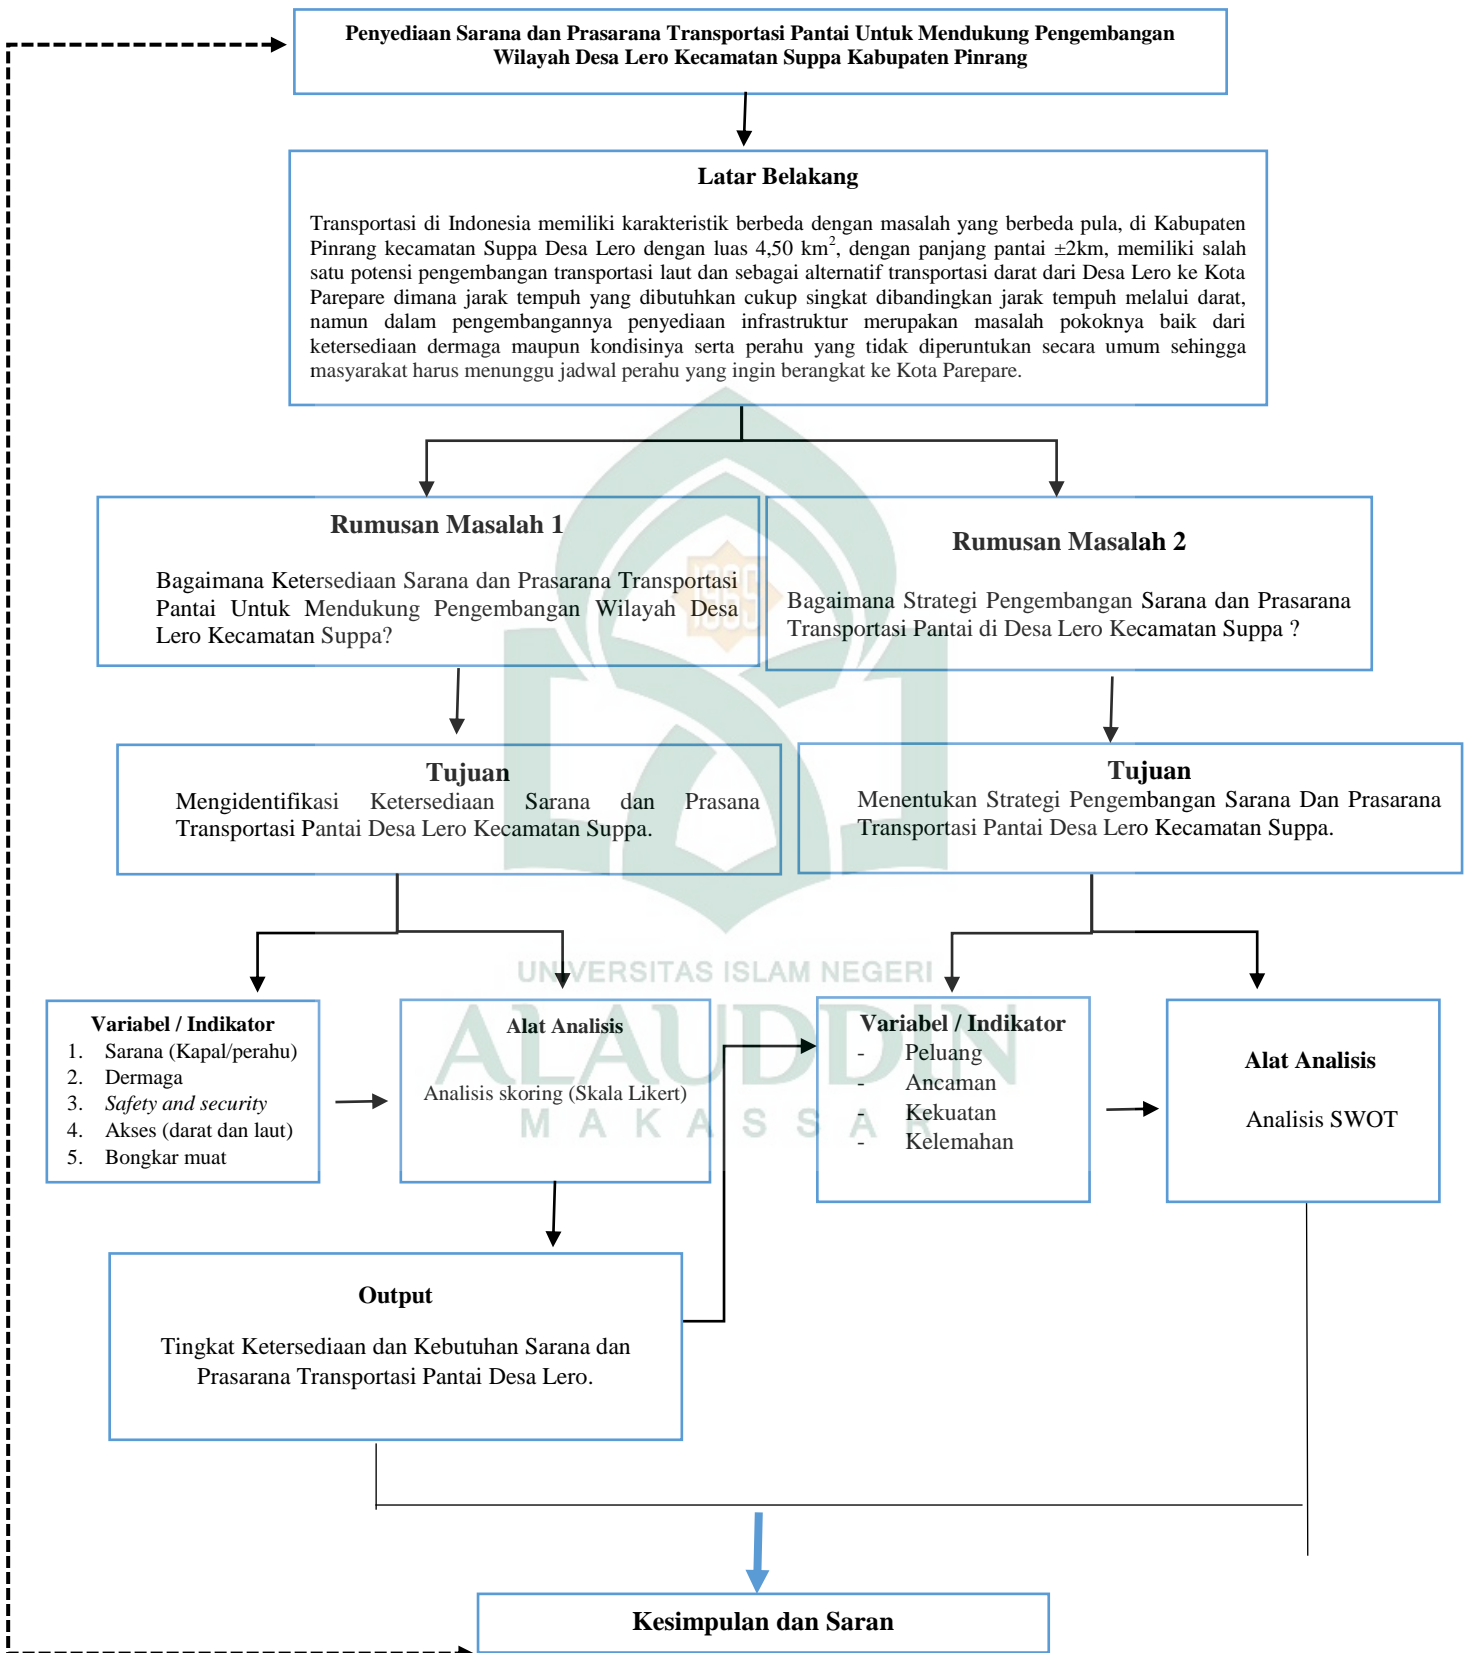 Penyediaan Sarana dan Prasarana Transportasi Pantai Untuk Mendukung Pengembangan
Wilayah Desa Lero Kecamatan Suppa Kabupaten Pinrang
Latar Belakang
Transportasi di Indonesia memiliki karakteristik berbeda dengan masalah yang berbeda pula, di Kabupaten
Pinrang kecamatan Suppa Desa Lero dengan luas 4,50 km², dengan panjang pantai ±2km, memiliki salah
satu potensi pengembangan transportasi laut dan sebagai alternatif transportasi darat dari Desa Lero ke Kota
Parepare dimana jarak tempuh yang dibutuhkan cukup singkat dibandingkan jarak tempuh melalui darat,
namun dalam pengembangannya penyediaan infrastruktur merupakan masalah pokoknya baik dari
ketersediaan dermaga maupun kondisinya serta perahu yang tidak diperuntukan secara umum sehingga
masyarakat harus menunggu jadwal perahu yang ingin berangkat ke Kota Parepare.
Rumusan Masalah 1
Bagaimana Ketersediaan Sarana dan Prasarana Transportasi
Pantai Untuk Mendukung Pengembangan Wilayah Desa
Lero Kecamatan Suppa?
Rumusan Masalah 2
Bagaimana Strategi Pengembangan Sarana dan Prasarana
Transportasi Pantai di Desa Lero Kecamatan Suppa ?
1965
Tujuan
Mengidentifikasi Ketersediaan Sarana dan Prasana
Transportasi Pantai Desa Lero Kecamatan Suppa.
Tujuan
Menentukan Strategi Pengembangan Sarana Dan Prasarana
Transportasi Pantai Desa Lero Kecamatan Suppa.
UNIVERSITAS ISLAM NEGERI
ALAUDDIN
MAKASSAR
Variabel / Indikator
1. Sarana (Kapal/perahu)
2. Dermaga
3. Safety and security
4. Akses (darat dan laut)
5. Bongkar muat
Alat Analisis
Analisis skoring (Skala Likert)
Variabel / Indikator
- Peluang
- Ancaman
- Kekuatan
- Kelemahan
Alat Analisis
Analisis SWOT
Output
Tingkat Ketersediaan dan Kebutuhan Sarana dan
Prasarana Transportasi Pantai Desa Lero.
Kesimpulan dan Saran